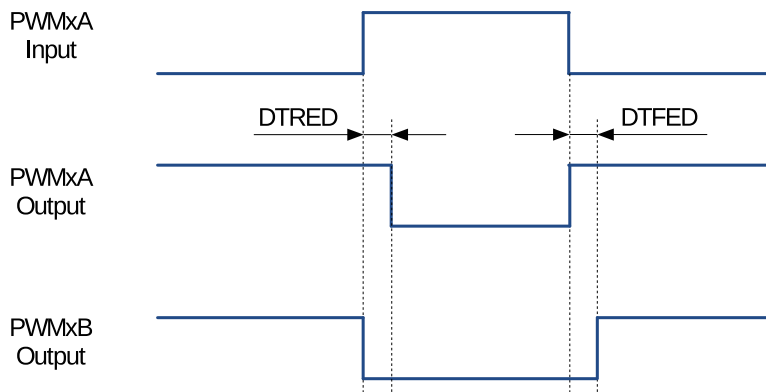 PWMxA
Input
DTRED
DTFED
PWMxA
Output
PWMxB
Output